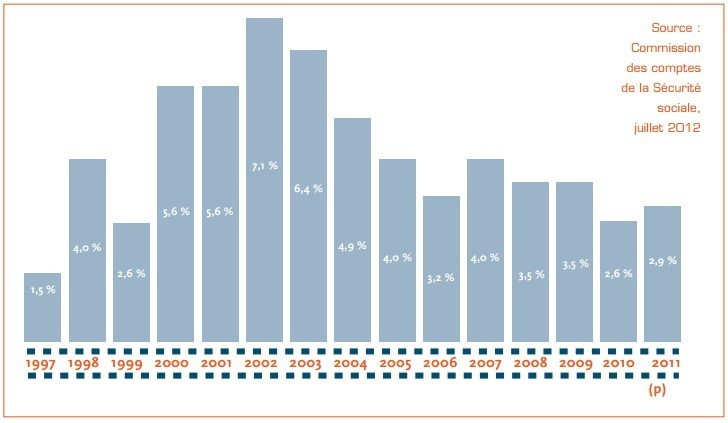 Source :
Commission
des comptes
de la Sécurité
sociale,
juillet 2012
7,1 %
6,4 %
5,6 %
5,6 %
4,9 %
4,0 %
4,0 %
4,0 %
3,5 %
3,5 %
2,9 %
2,6 %
2,6 %
3,2 %
1,5 %
1997 1998 1999 2000 2001 2002 2003 2004 2005 2006 2007 2008 2009 2010 2011
(p)